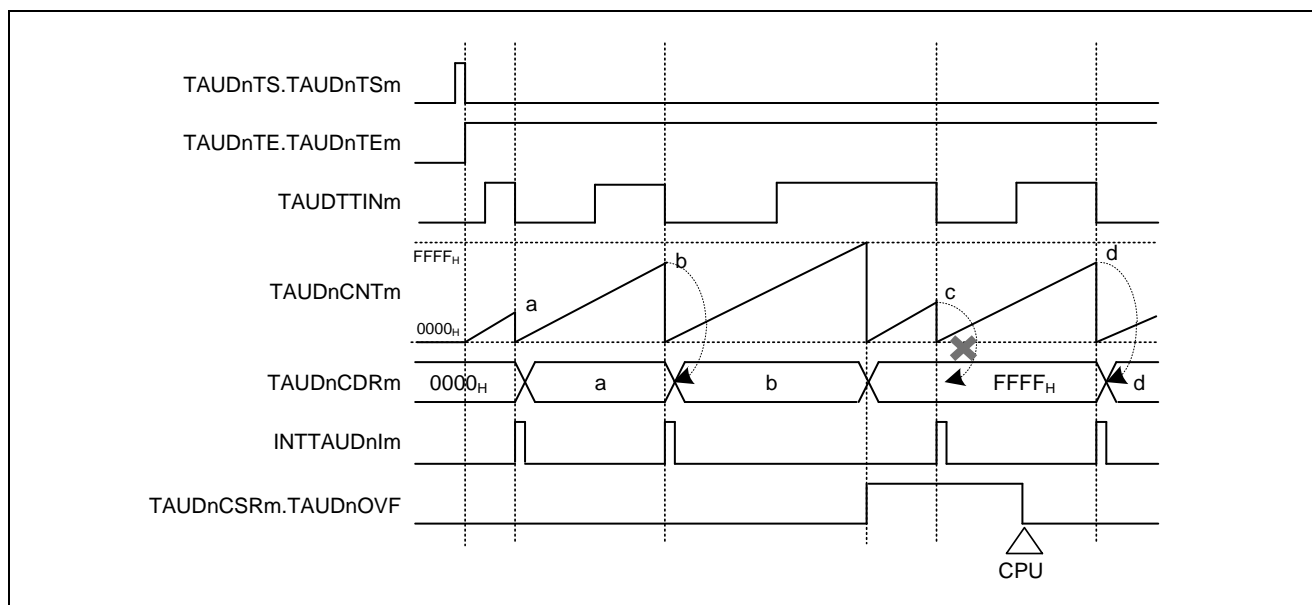 TAUDnTS.TAUDnTSm
TAUDnTE.TAUDnTEm
TAUDTTINm
FFFFH
TAUDnCNTm
0000H
a
b
c
d
TAUDnCDRm
0000H
a
b
FFFFH
d
INTTAUDnIm
TAUDnCSRm.TAUDnOVF
CPU